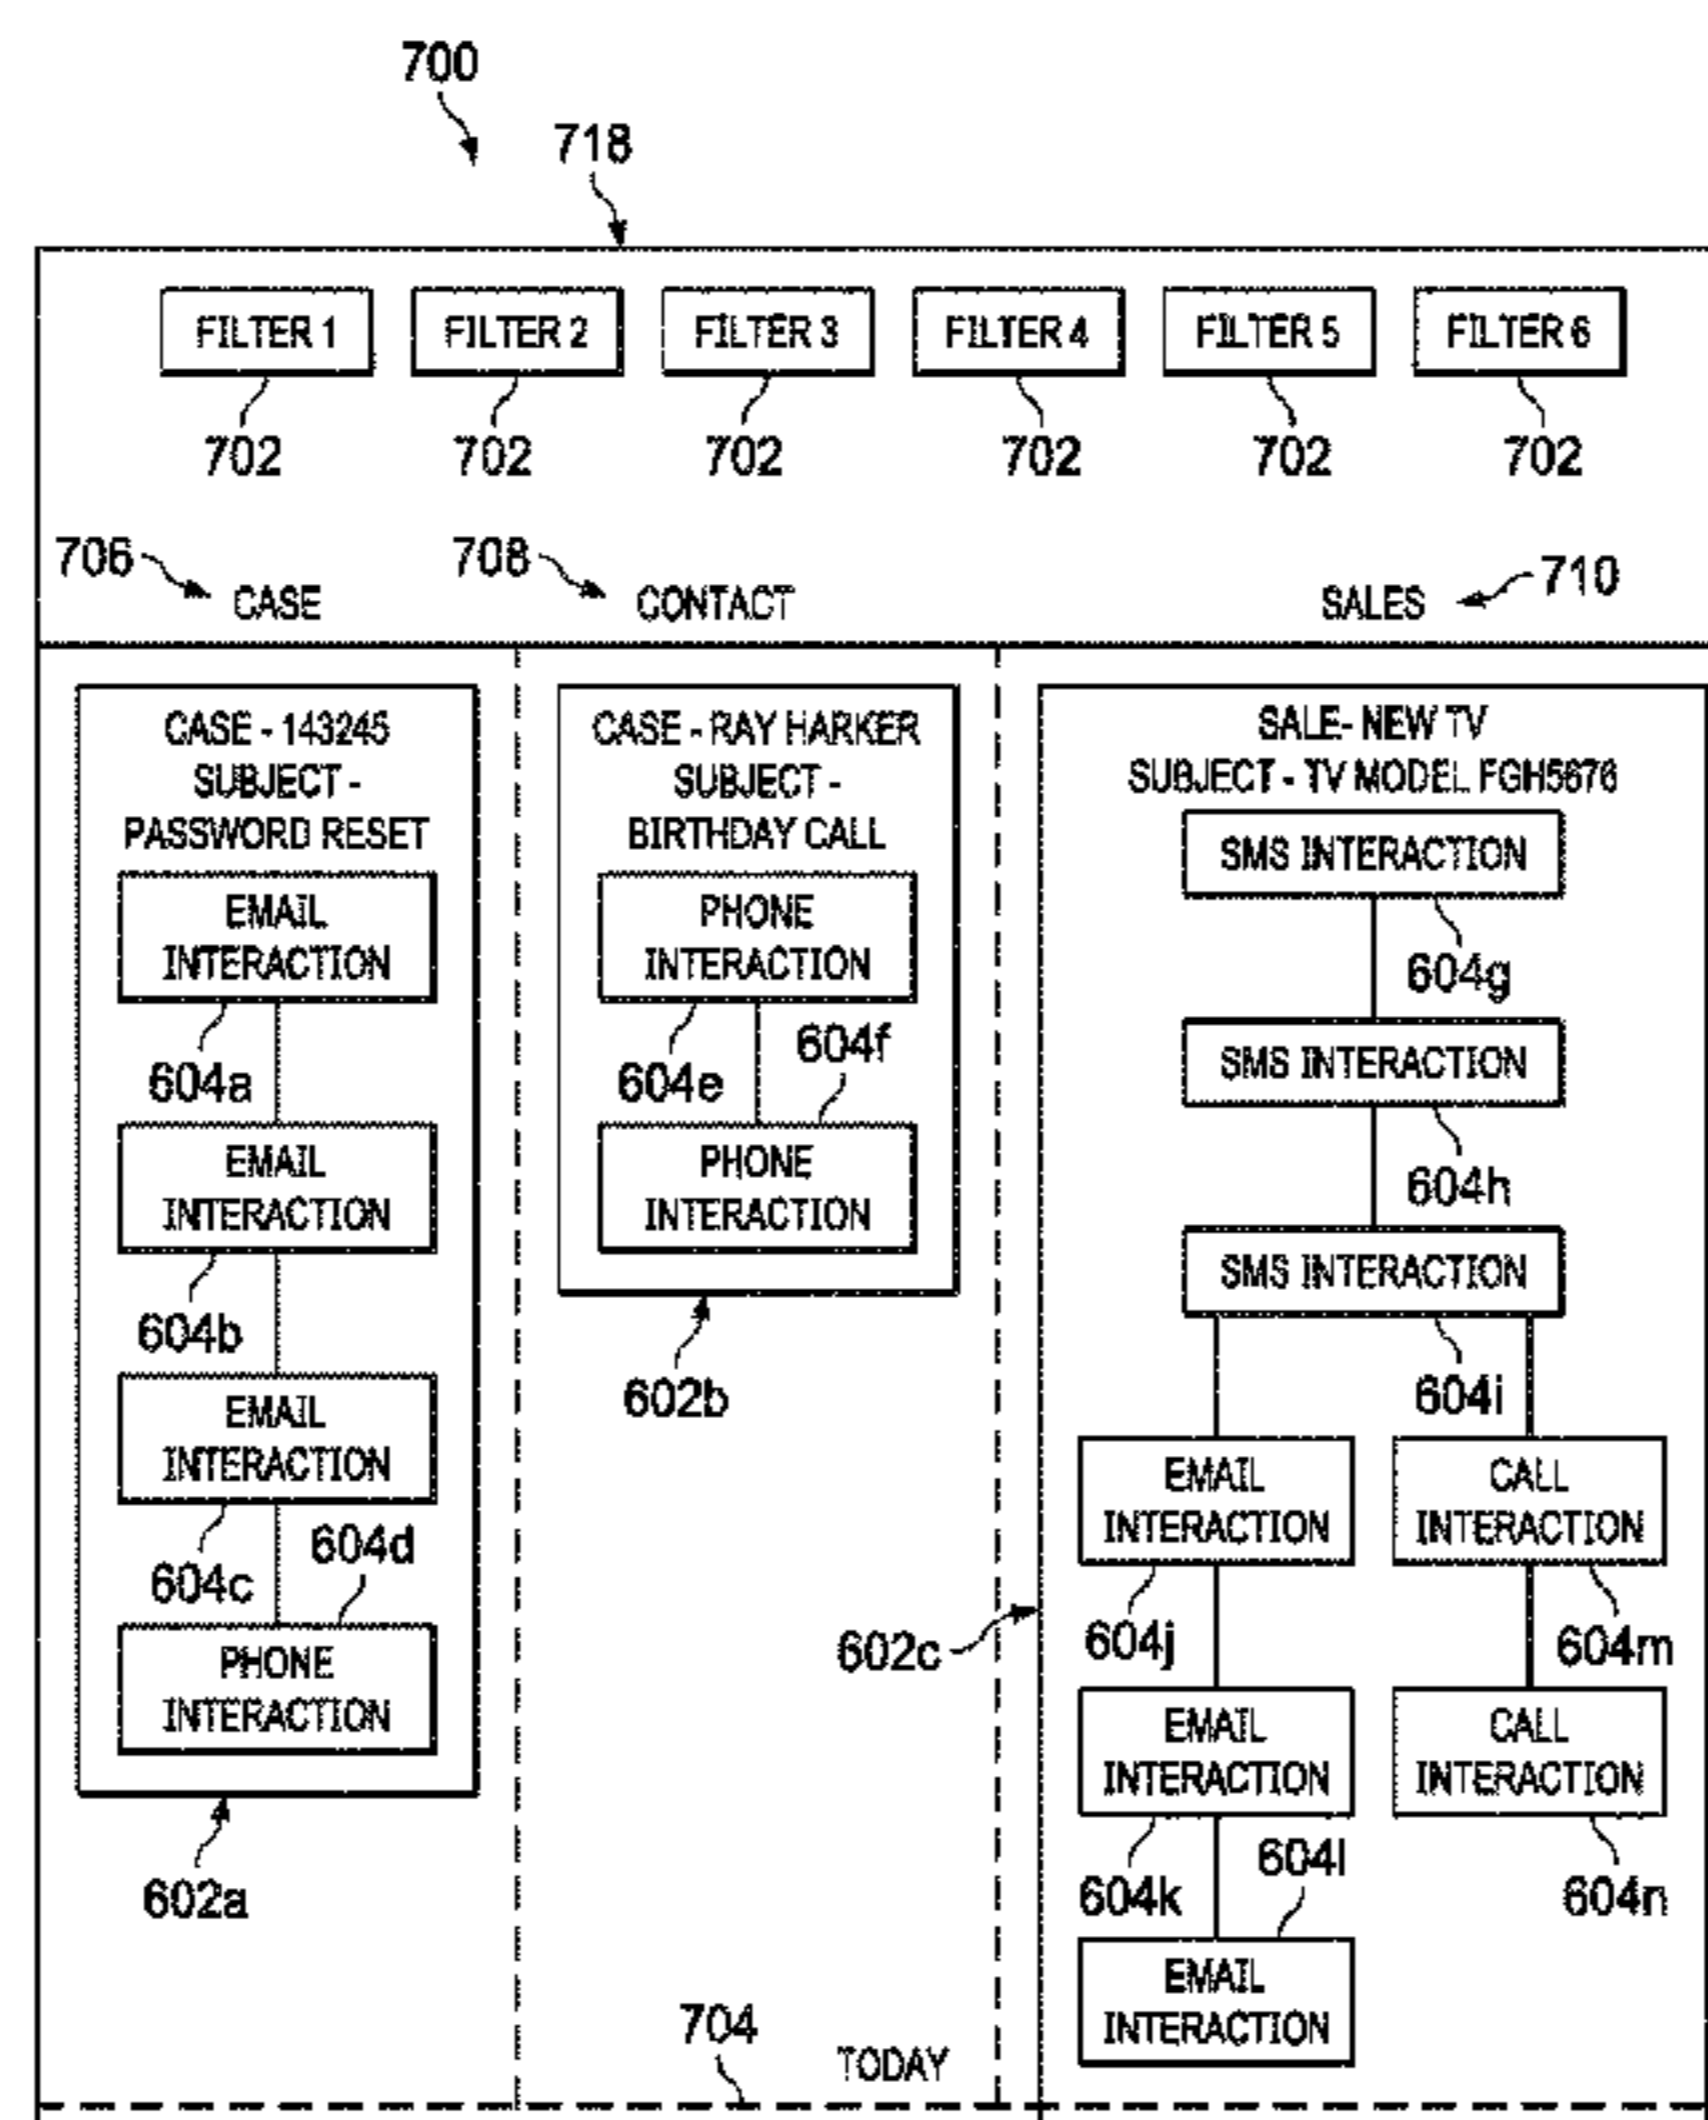 700
718
FILTER 1
FILTER 2
FILTER 3
FILTER 4
FILTER 5
FILTER 6
702
702
702
702
702
702
706
CASE
708
CONTACT
SALES
710
CASE - 143245
SUBJECT -
PASSWORD RESET
EMAIL
INTERACTION
604a
EMAIL
INTERACTION
604b
EMAIL
INTERACTION
604c
604d
PHONE
INTERACTION
602a
CASE - RAY HARKER
SUBJECT -
BIRTHDAY CALL
PHONE
INTERACTION
604e
604f
PHONE
INTERACTION
602b
SALE- NEW TV
SUBJECT - TV MODEL FGH5676
SMS INTERACTION
604g
SMS INTERACTION
604h
SMS INTERACTION
604i
EMAIL
INTERACTION
604j
CALL
INTERACTION
604m
602c
EMAIL
INTERACTION
604k
604l
CALL
INTERACTION
604n
EMAIL
INTERACTION
704
TODAY